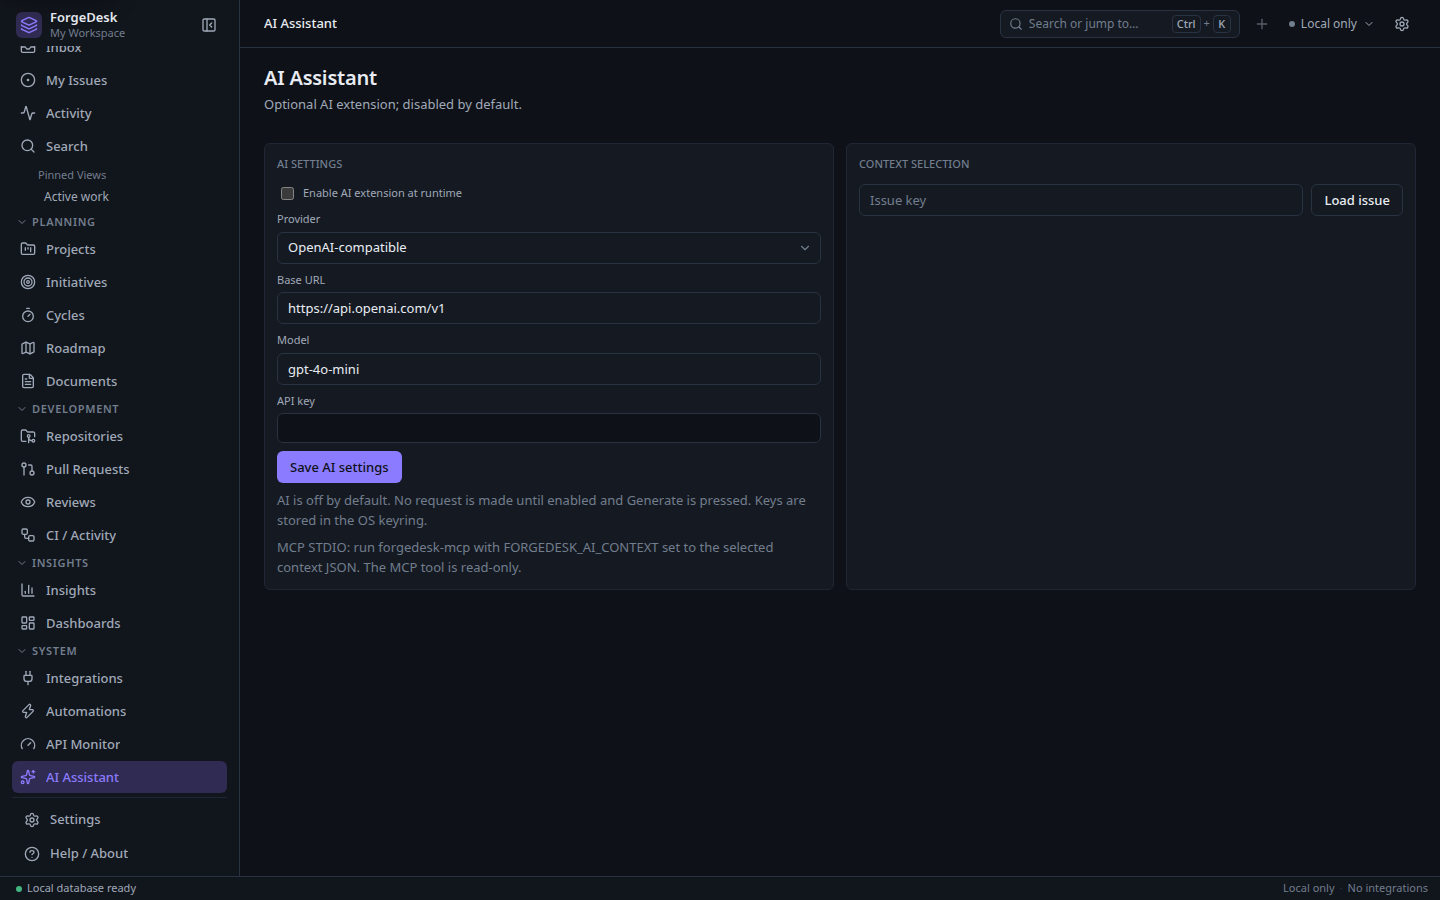 ForgeDesk
My Workspace
Inbox
My Issues
Activity
Search
Pinned Views
Active work
PLANNING
Projects
Initiatives
Cycles
Roadmap
Documents
DEVELOPMENT
Repositories
Pull Requests
Reviews
CI / Activity
INSIGHTS
Insights
Dashboards
SYSTEM
Integrations
Automations
API Monitor
AI Assistant
Settings
Help / About
AI Assistant
Search or jump to...
Ctrl + K
Local only
AI Assistant
Optional AI extension; disabled by default.
AI SETTINGS
Enable AI extension at runtime
Provider
OpenAI-compatible
Base URL
https://api.openai.com/v1
Model
gpt-4o-mini
API key
Save AI settings
AI is off by default. No request is made until enabled and Generate is pressed. Keys are
stored in the OS keyring.
MCP STDIO: run forgedesk-mcp with FORGEDESK_AI_CONTEXT set to the selected
context JSON. The MCP tool is read-only.
CONTEXT SELECTION
Issue key
Load issue
Local database ready
Local only · No integrations